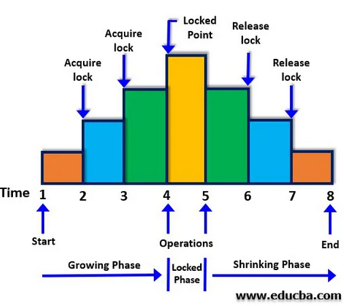 Locked
Point
Acquire
lock
Release
lock
Acquire
lock
Release
lock
Time 1 2 3 4 5 6 7 8
Start
Operations
End
Growing Phase
Locked
Phase
Shrinking Phase
www.educba.com